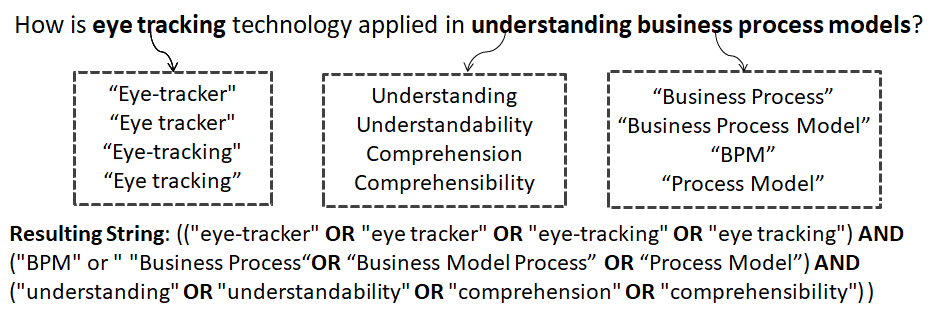 How is eye tracking technology applied in understanding business process models?
“Eye-tracker"
“Eye tracker"
“Eye-tracking"
“Eye tracking”
Understanding
Understandability
Comprehension
Comprehensibility
“Business Process”
“Business Process Model”
“BPM”
“Process Model”
Resulting String: (("eye-tracker" OR "eye tracker" OR "eye-tracking" OR "eye tracking") AND
("BPM" or " "Business Process“OR “Business Model Process” OR “Process Model”) AND
("understanding" OR "understandability" OR "comprehension" OR "comprehensibility"))